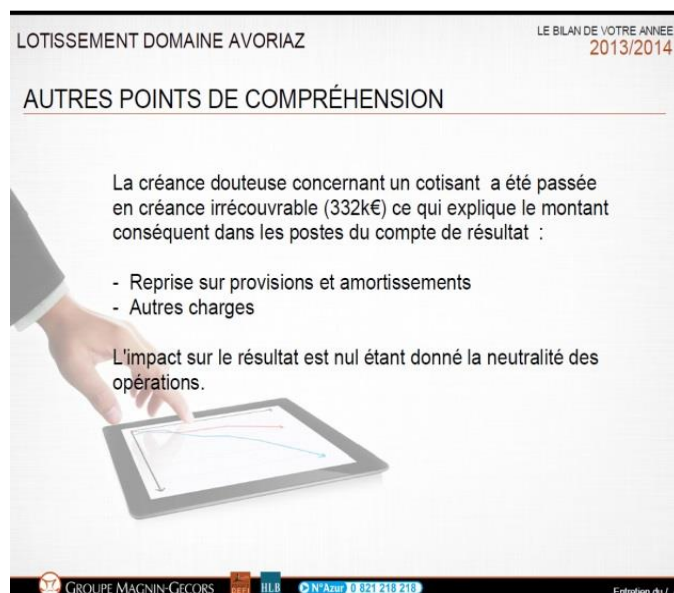 LOTISSEMENT DOMAINE AVORIAZ
LE BILAN DE VOTRE ANNEE
2013/2014
AUTRES POINTS DE COMPRÉHENSION
La créance douteuse concernant un cotisant a été passée
en créance irrécouvrable (332k€) ce qui explique le montant
conséquent dans les postes du compte de résultat :
- Reprise sur provisions et amortissements
- Autres charges
L'impact sur le résultat est nul étant donné la neutralité des
opérations.
GROUPE MAGNIN-GECORS
HLB
N°Azur 0 821 218 218
Entretien du /